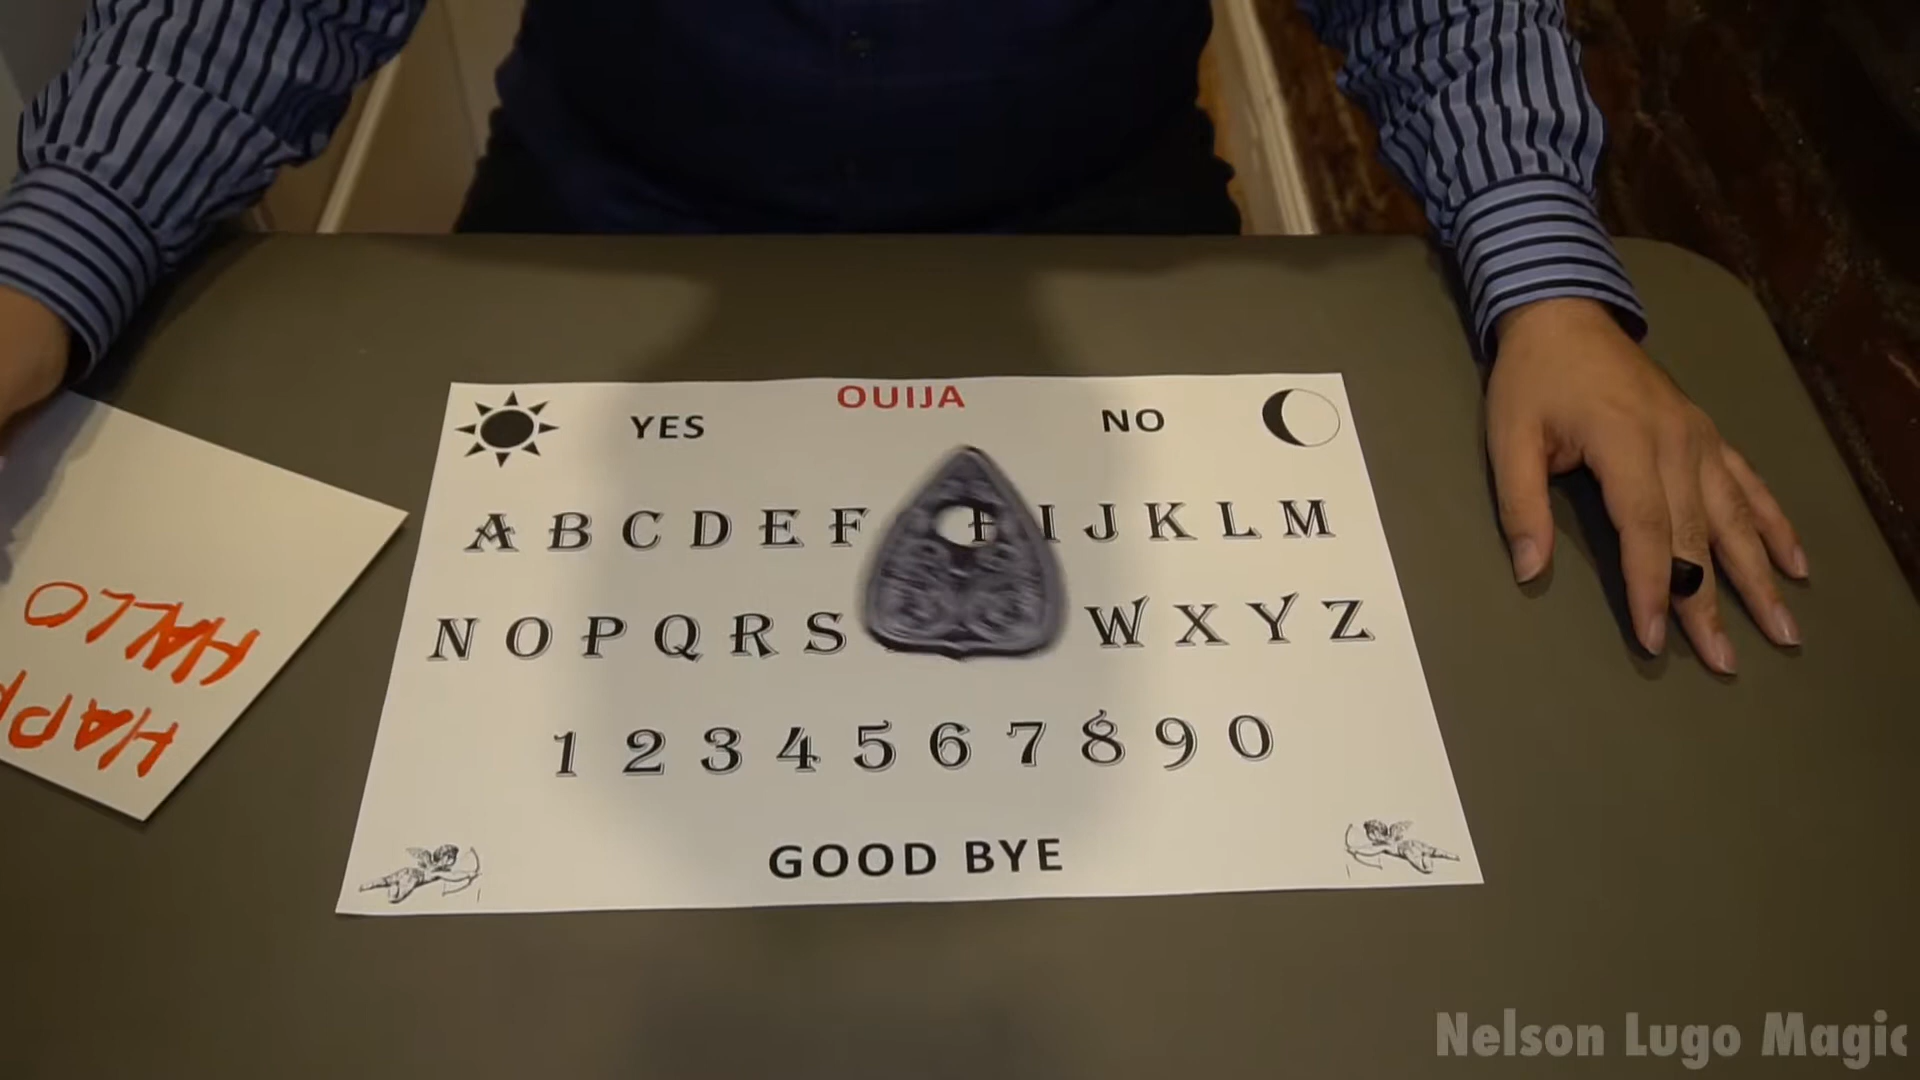 OUIJA
YES NO
A B C D E F H I J K L M
N O P Q R S W X Y Z
1 2 3 4 5 6 7 8 9 0
GOOD BYE
HAPP
HALLO
Nelson Lugo Magic